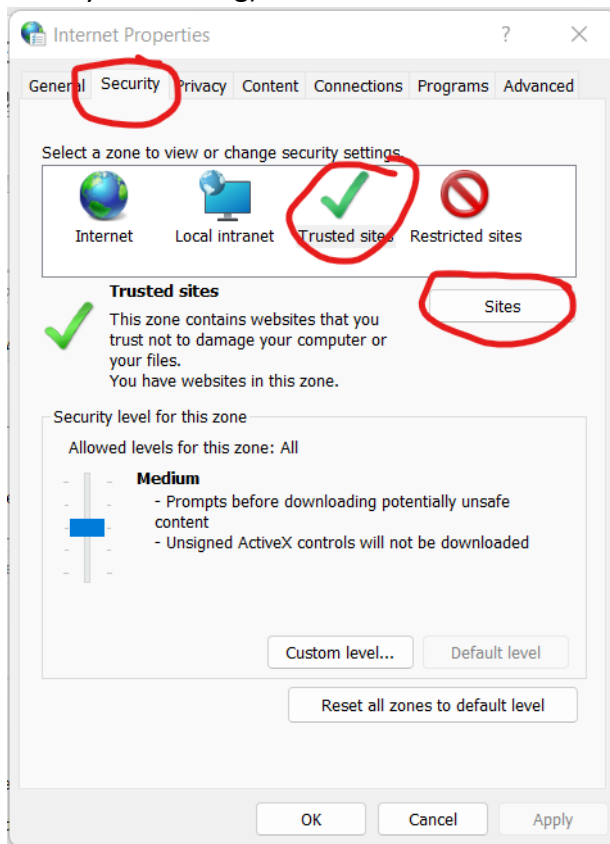 Internet Properties
?
General Security Privacy Content Connections Programs Advanced
Select a zone to view or change security settings.
Internet Local intranet Trusted sites Restricted sites
Trusted sites
Sites
This zone contains websites that you
trust not to damage your computer or
your files.
You have websites in this zone.
Security level for this zone
Allowed levels for this zone: All
Medium
- Prompts before downloading potentially unsafe
content
- Unsigned ActiveX controls will not be downloaded
Custom level... Default level
Reset all zones to default level
OK Cancel Apply